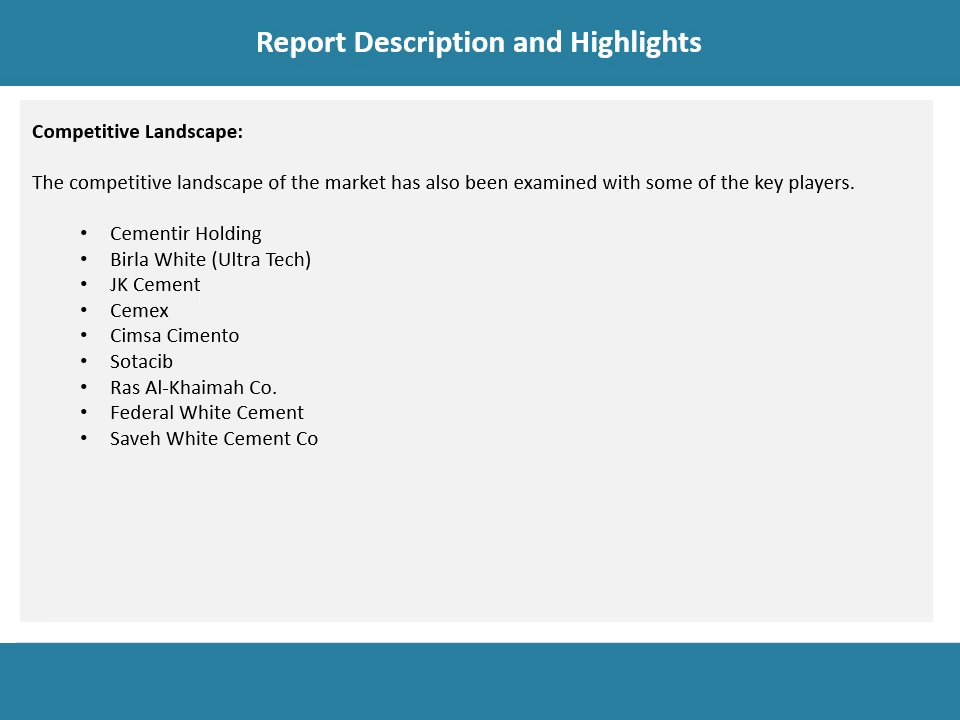 Report Description and Highlights
Competitive Landscape:
The competitive landscape of the market has also been examined with some of the key players.
• Cementir Holding
• Birla White (Ultra Tech)
• JK Cement
• Cemex
• Cimsa Cimento
• Sotacib
• Ras Al-Khaimah Co.
• Federal White Cement
• Saveh White Cement Co